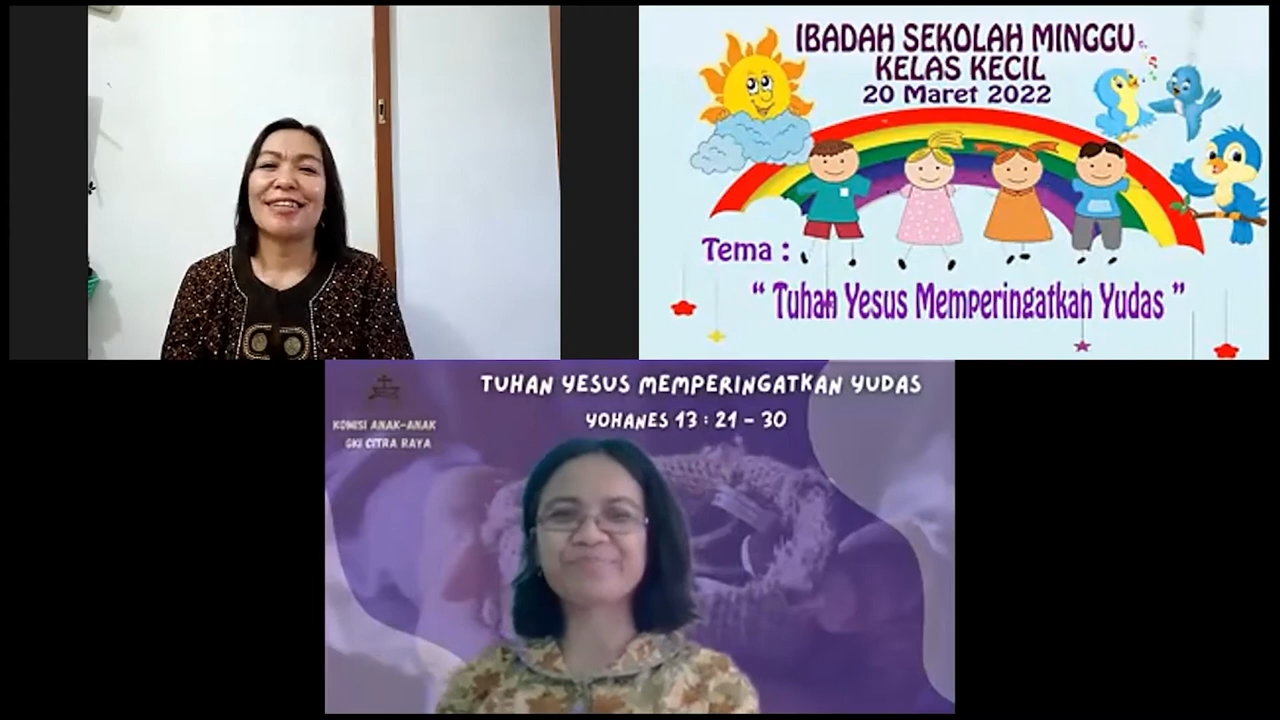 IBADAH SEKOLAH MINGGU
KELAS KECIL
20 Maret 2022
Tema :
“ Tuhan Yesus Memperingatkan Yudas ”
TUHAN YESUS MEMPERINGATKAN YUDAS
YOHANES 13 : 21 - 30
KOMISI ANAK-ANAK
GKI CITRA RAYA